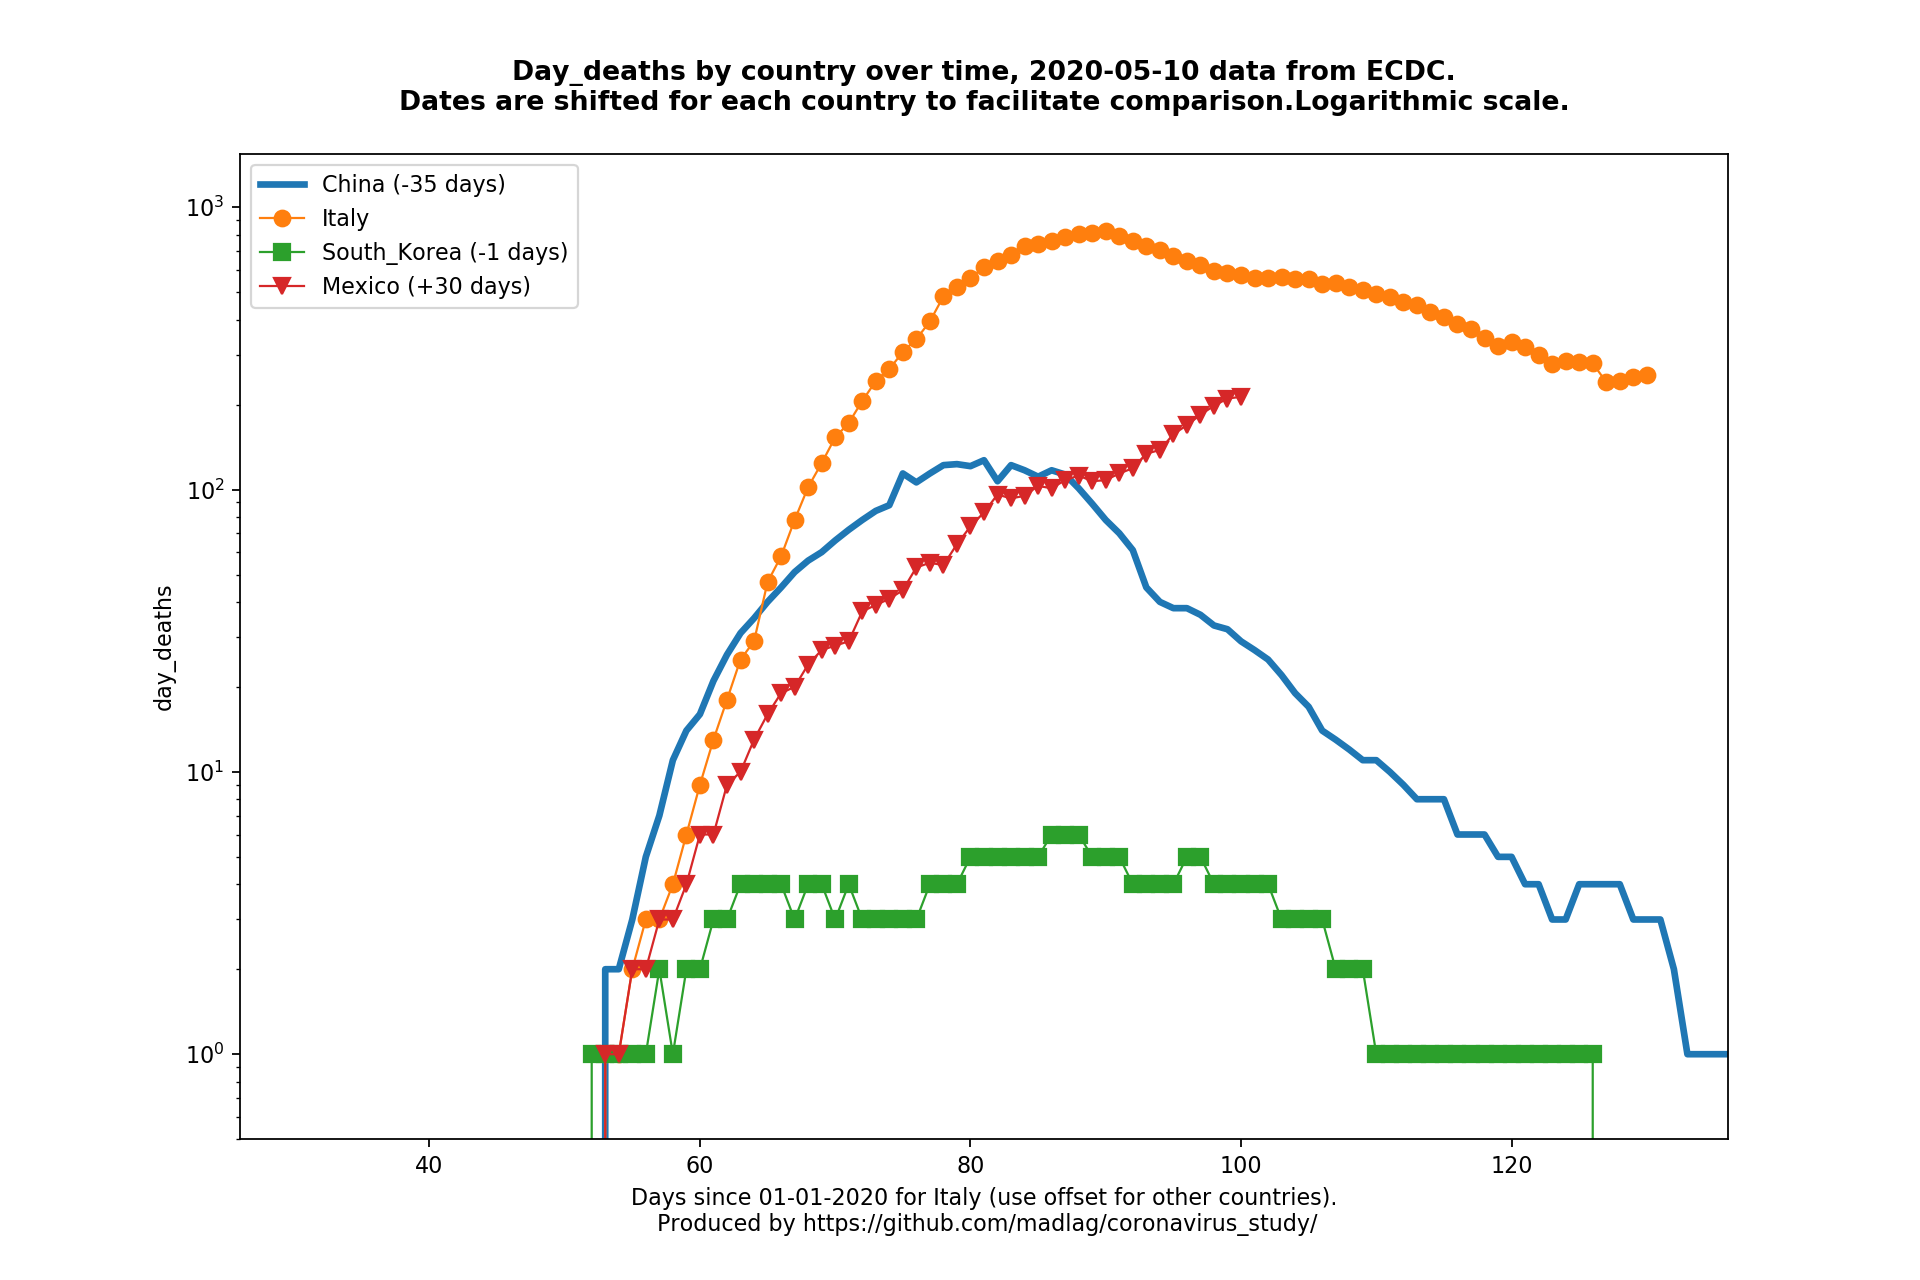 Day_deaths by country over time, 2020-05-10 data from ECDC.
Dates are shifted for each country to facilitate comparison.Logarithmic scale.
China (-35 days)
Italy
South_Korea (-1 days)
Mexico (+30 days)
10³
10²
10¹
10⁰
day_deaths
40 60 80 100 120
Days since 01-01-2020 for Italy (use offset for other countries).
Produced by https://github.com/madlag/coronavirus_study/